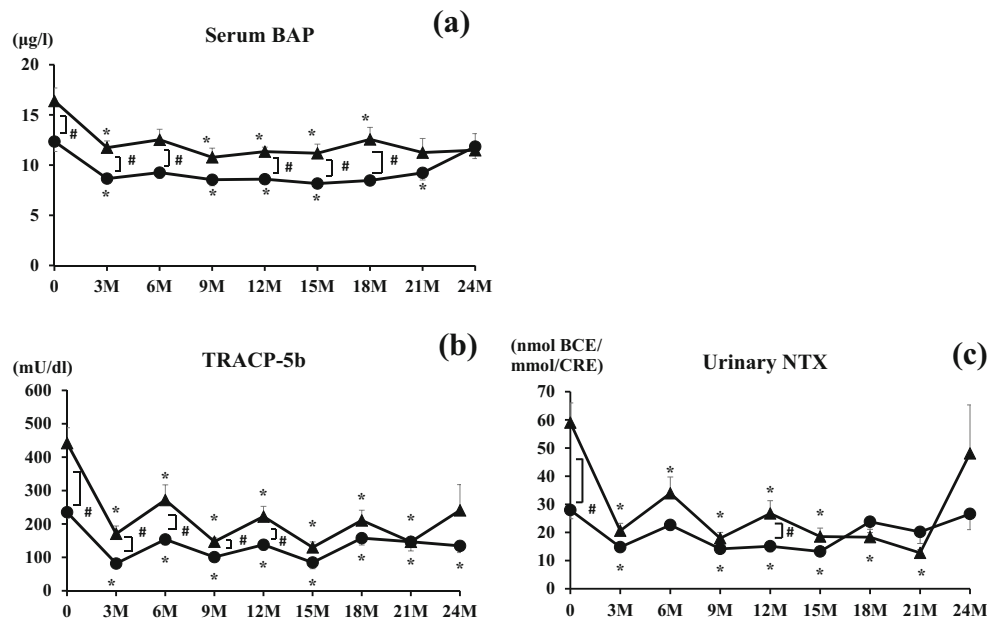 (a)
Serum BAP
(µg/l)
20
15
10
5
0
* * * * * *
# # # # # #
* * * * *
0 3M 6M 9M 12M 15M 18M 21M 24M
(b)
TRACP-5b
(mU/dl)
600
500
400
300
200
100
0
* * * * * *
# # # # #
* * * * * * * *
0 3M 6M 9M 12M 15M 18M 21M 24M
(c)
Urinary NTX
(nmol BCE/
mmol/CRE)
70
60
50
40
30
20
10
0
* * * * *
# #
* * * * * *
0 3M 6M 9M 12M 15M 18M 21M 24M